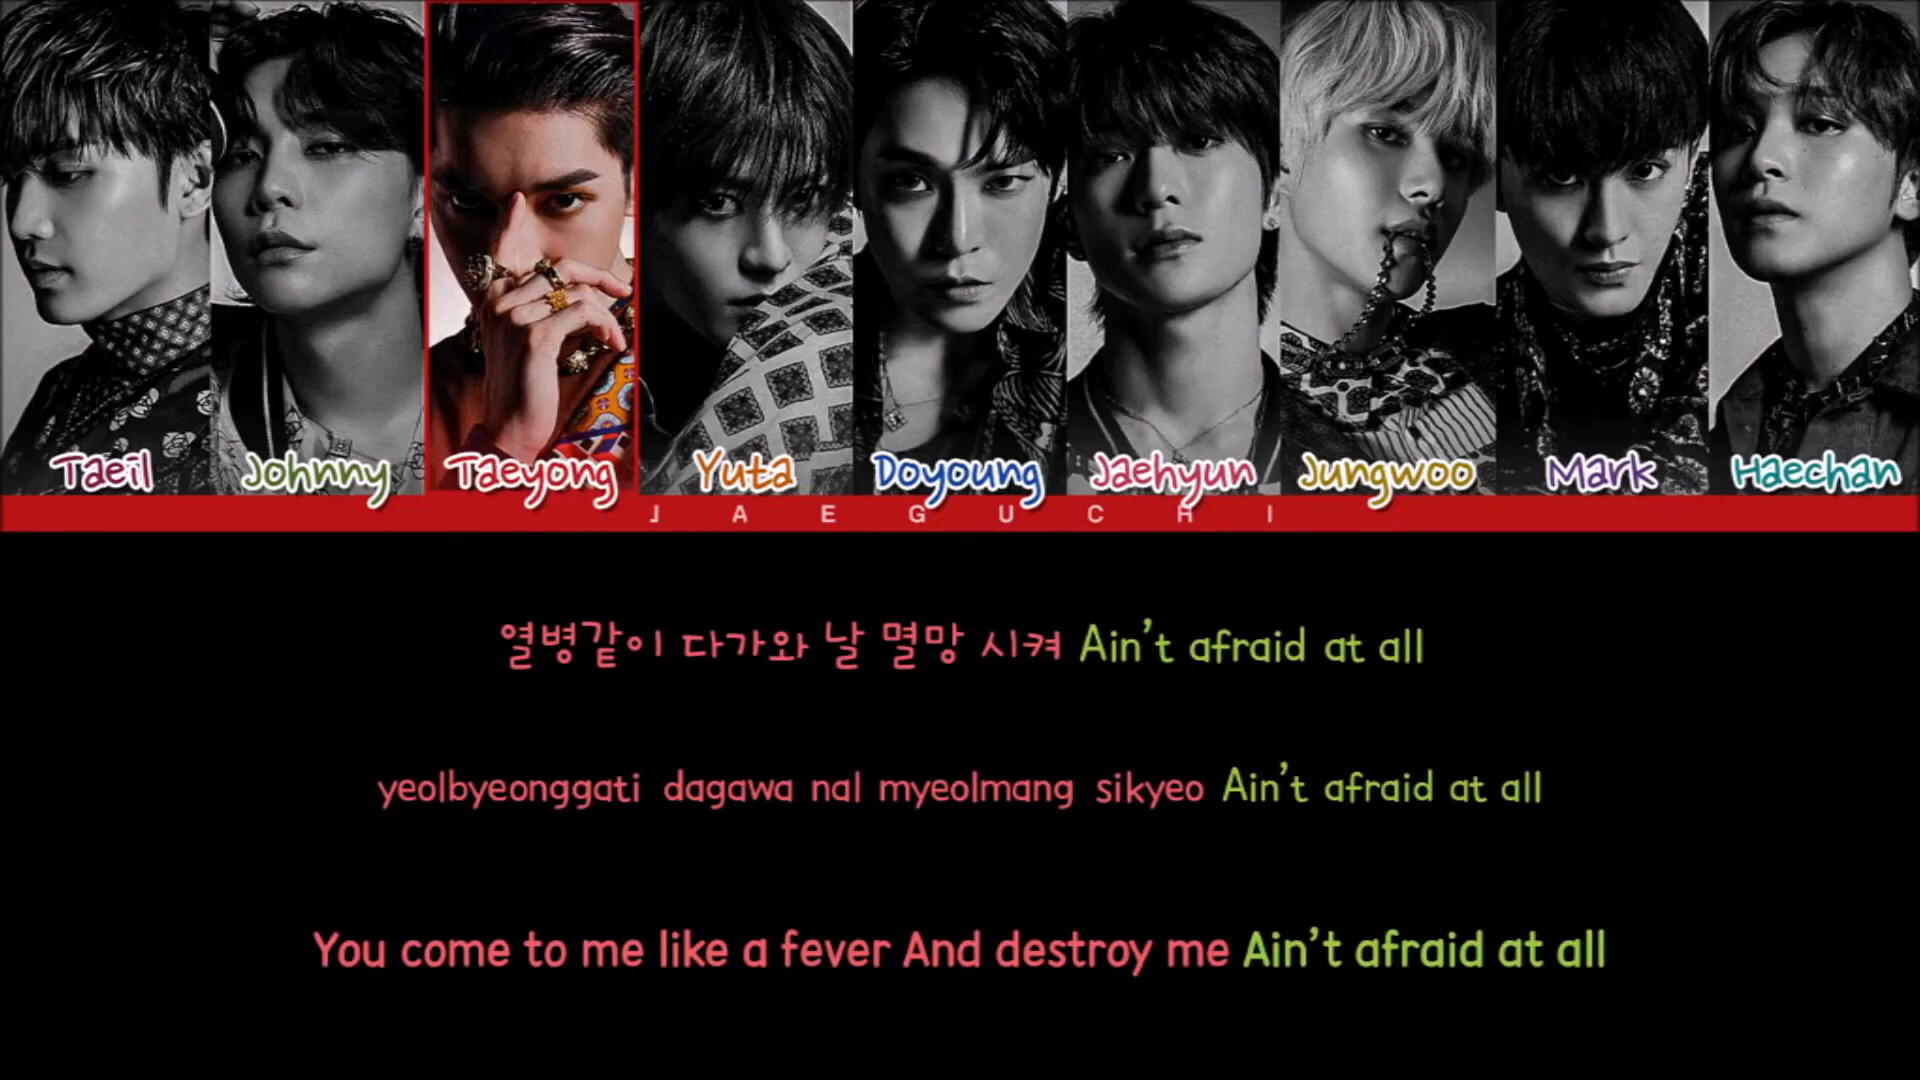 Taeil Johnny Taeyong Yuta Doyoung Jaehyun Jungwoo Mark Haechan
JAEGUCHI
열병같이 다가와 날 멸망 시켜 Ain't afraid at all
yeolbyeonggati dagawa nal myeolmang sikyeo Ain't afraid at all
You come to me like a fever And destroy me Ain't afraid at all